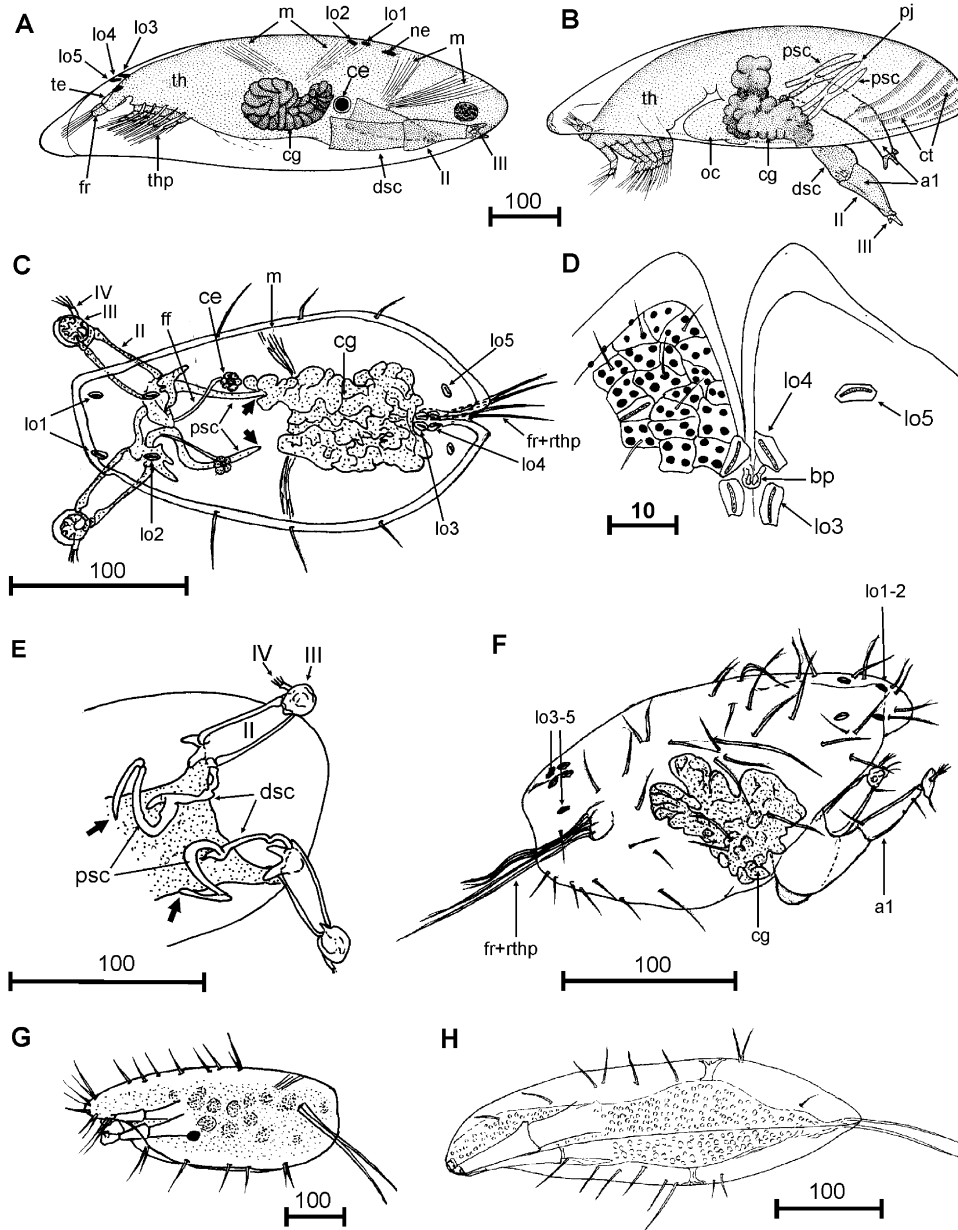 A
m
lo2
lo1
ne
m
lo3
lo4
lo5
te
th
ce
fr
thp
cg
dsc
II
III
100
B
pj
psc
psc
th
oc
cg
dsc
ct
a1
II
III
C
m
IV
III
II
ff
ce
cg
lo5
lo1
psc
fr+rthp
lo4
lo2
lo3
100
D
lo4
lo5
bp
lo3
10
E
IV
III
II
dsc
psc
100
F
lo1-2
lo3-5
fr+rthp
cg
a1
100
G
100
H
100